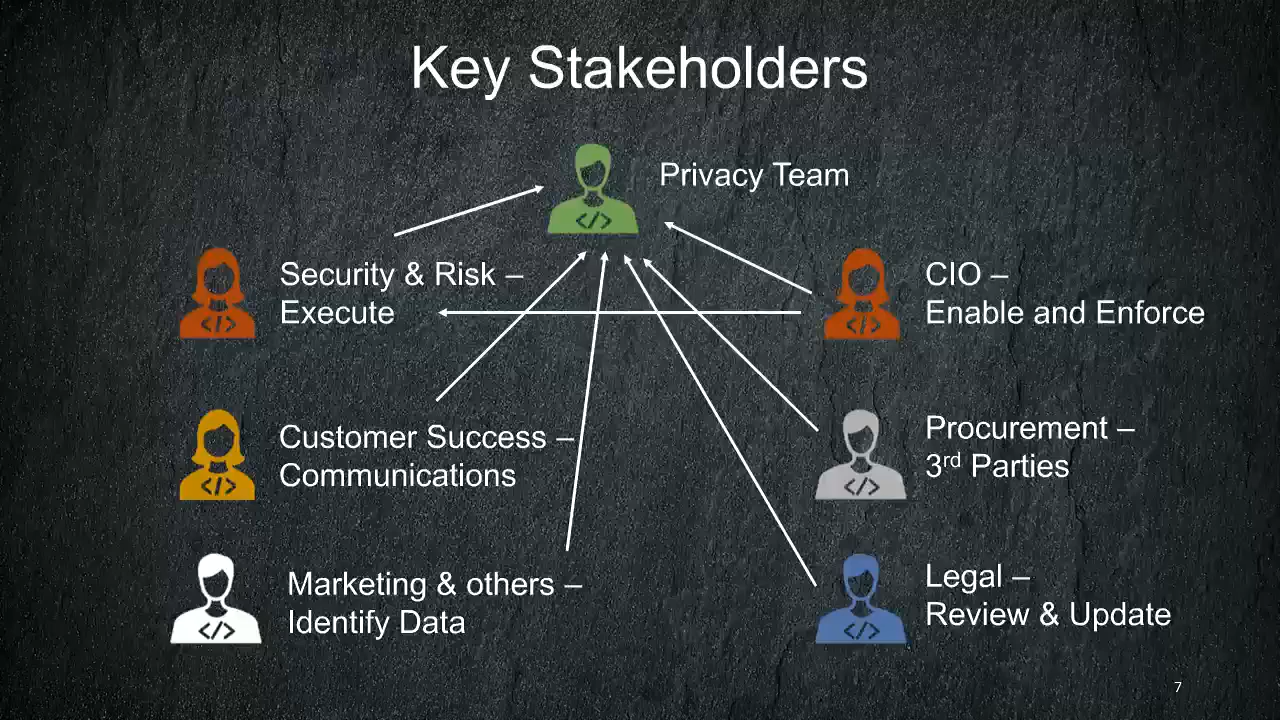 Key Stakeholders
Privacy Team
</>
Security & Risk –
Execute
</>
CIO –
Enable and Enforce
</>
Customer Success –
Communications
</>
Procurement –
3rd Parties
</>
Marketing & others –
Identify Data
</>
Legal –
Review & Update
</>
7